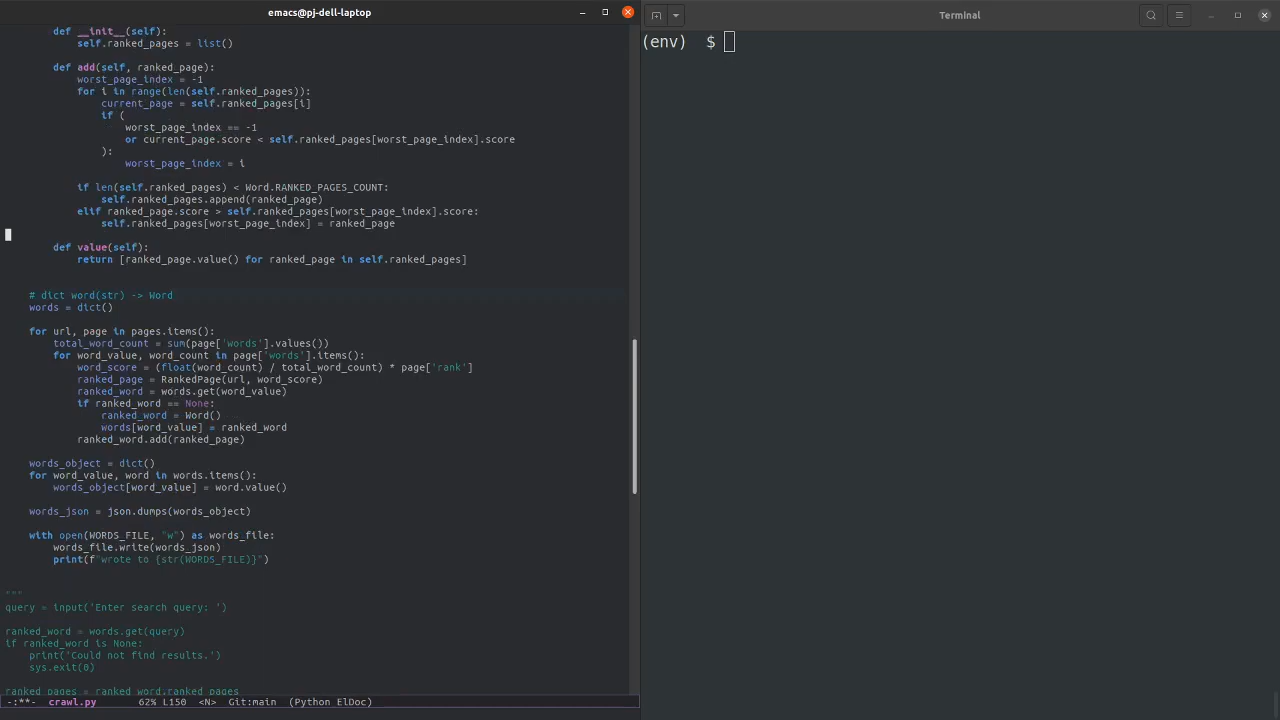 emacs@pj-dell-laptop
def __init__(self):
self.ranked_pages = list()
def add(self, ranked_page):
worst_page_index = -1
for i in range(len(self.ranked_pages)):
current_page = self.ranked_pages[i]
if (
worst_page_index == -1
or current_page.score < self.ranked_pages[worst_page_index].score
):
worst_page_index = i
if len(self.ranked_pages) < Word.RANKED_PAGES_COUNT:
self.ranked_pages.append(ranked_page)
elif ranked_page.score > self.ranked_pages[worst_page_index].score:
self.ranked_pages[worst_page_index] = ranked_page
def value(self):
return [ranked_page.value() for ranked_page in self.ranked_pages]
# dict word(str) -> Word
words = dict()
for url, page in pages.items():
total_word_count = sum(page['words'].values())
for word_value, word_count in page['words'].items():
word_score = (float(word_count) / total_word_count) * page['rank']
ranked_page = RankedPage(url, word_score)
ranked_word = words.get(word_value)
if ranked_word == None:
ranked_word = Word()
words[word_value] = ranked_word
ranked_word.add(ranked_page)
words_object = dict()
for word_value, word in words.items():
words_object[word_value] = word.value()
words_json = json.dumps(words_object)
with open(WORDS_FILE, "w") as words_file:
words_file.write(words_json)
print(f"wrote to {str(WORDS_FILE)}")
"""
query = input('Enter search query: ')
ranked_word = words.get(query)
if ranked_word is None:
print('Could not find results.')
sys.exit(0)
ranked_pages = ranked_word.ranked_pages
-:**- crawl.py 62% L150 <N> Git:main (Python ElDoc)
Terminal
(env) $